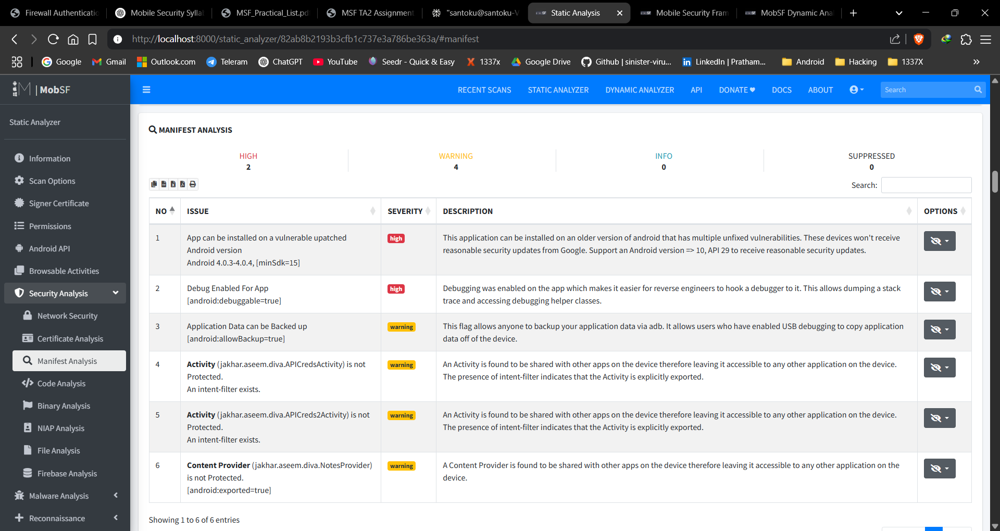 Firewall Authenticatio
Mobile Security Sylla
MSF_Practical_List.pd
MSF TA2 Assignment
"santoku@santoku-V
Static Analysis
Mobile Security Fram
MobSF Dynamic Ana
http://localhost:8000/static_analyzer/82ab8b2193b3cfb1c737e3a786be363a/#manifest
Google
Gmail
Outlook.com
Teleram
ChatGPT
YouTube
Seedr - Quick & Easy
1337x
Google Drive
Github | sinister-viru...
LinkedIn | Pratham...
Android
Hacking
1337X
| MobSF
RECENT SCANS
STATIC ANALYZER
DYNAMIC ANALYZER
API
DONATE
DOCS
ABOUT
Search
Static Analyzer
Information
Scan Options
Signer Certificate
Permissions
Android API
Browsable Activities
Security Analysis
Network Security
Certificate Analysis
Manifest Analysis
Code Analysis
Binary Analysis
NIAP Analysis
File Analysis
Firebase Analysis
Malware Analysis
Reconnaissance
MANIFEST ANALYSIS
HIGH
2
WARNING
4
INFO
0
SUPPRESSED
0
Search:
NO
ISSUE
SEVERITY
DESCRIPTION
OPTIONS
1
App can be installed on a vulnerable upatched
Android version
Android 4.0.3-4.0.4, [minSdk=15]
high
This application can be installed on an older version of android that has multiple unfixed vulnerabilities. These devices won't receive
reasonable security updates from Google. Support an Android version => 10, API 29 to receive reasonable security updates.
2
Debug Enabled For App
[android:debuggable=true]
high
Debugging was enabled on the app which makes it easier for reverse engineers to hook a debugger to it. This allows dumping a stack
trace and accessing debugging helper classes.
3
Application Data can be Backed up
[android:allowBackup=true]
warning
This flag allows anyone to backup your application data via adb. It allows users who have enabled USB debugging to copy application
data off of the device.
4
Activity (jakhar.aseem.diva.APICredsActivity) is not
Protected.
An intent-filter exists.
warning
An Activity is found to be shared with other apps on the device therefore leaving it accessible to any other application on the device.
The presence of intent-filter indicates that the Activity is explicitly exported.
5
Activity (jakhar.aseem.diva.APICreds2Activity) is not
Protected.
An intent-filter exists.
warning
An Activity is found to be shared with other apps on the device therefore leaving it accessible to any other application on the device.
The presence of intent-filter indicates that the Activity is explicitly exported.
6
Content Provider (jakhar.aseem.diva.NotesProvider)
is not Protected.
[android:exported=true]
warning
A Content Provider is found to be shared with other apps on the device therefore leaving it accessible to any other application on the
device.
Showing 1 to 6 of 6 entries